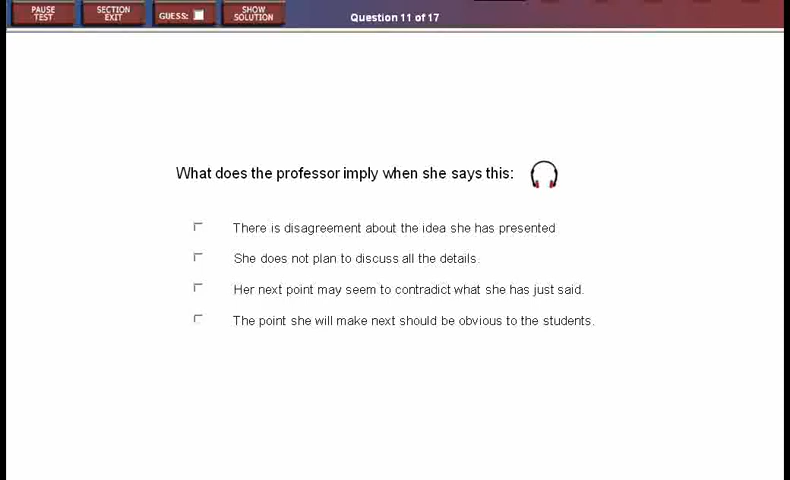 PAUSE TEST
SECTION EXIT
GUESS:
SHOW SOLUTION
Question 11 of 17
What does the professor imply when she says this:
There is disagreement about the idea she has presented
She does not plan to discuss all the details.
Her next point may seem to contradict what she has just said.
The point she will make next should be obvious to the students.